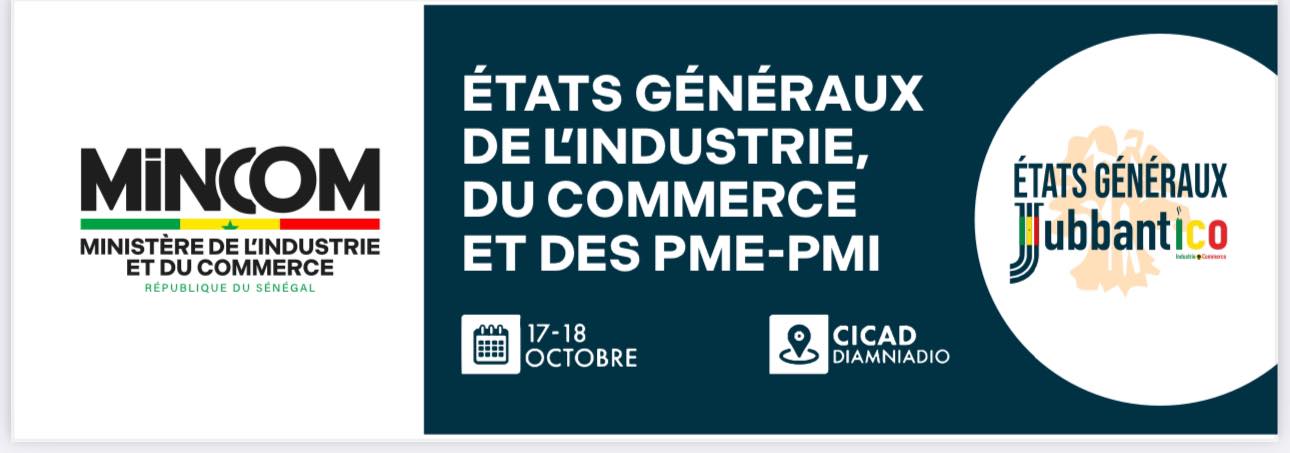 MiNCOM
MINISTÈRE DE L'INDUSTRIE
ET DU COMMERCE
RÉPUBLIQUE DU SÉNÉGAL
ÉTATS GÉNÉRAUX
DE L'INDUSTRIE,
DU COMMERCE
ET DES PME-PMI
17-18
OCTOBRE
CICAD
DIAMNIADIO
ÉTATS GÉNÉRAUX
Jubbantico
Industrie Commerce